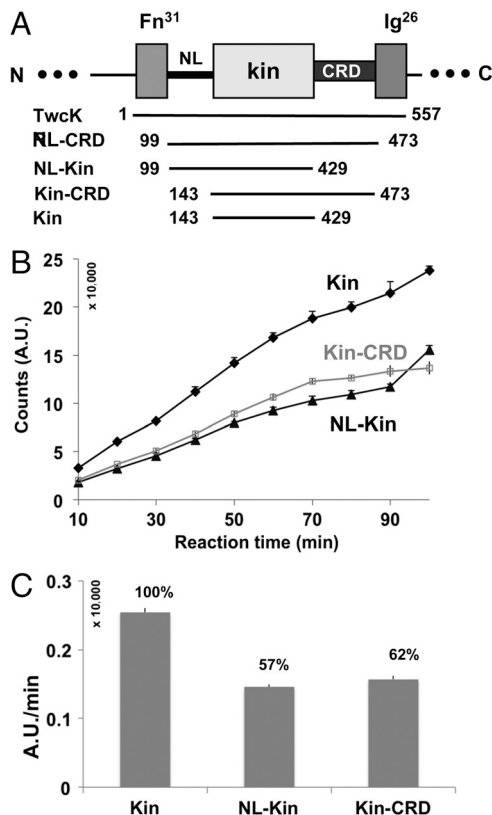 A
Fn31 Ig26
N NL kin CRD C
TwcK 1 557
NL-CRD 99 473
NL-Kin 99 429
Kin-CRD 143 473
Kin 143 429
B
25
20
15
10
5
0
Counts (A.U.)
x 10,000
Kin
Kin-CRD
NL-Kin
10 30 50 70 90
Reaction time (min)
C
0.3
0.2
0.1
0
A.U./min
x 10,000
100%
57%
62%
Kin NL-Kin Kin-CRD